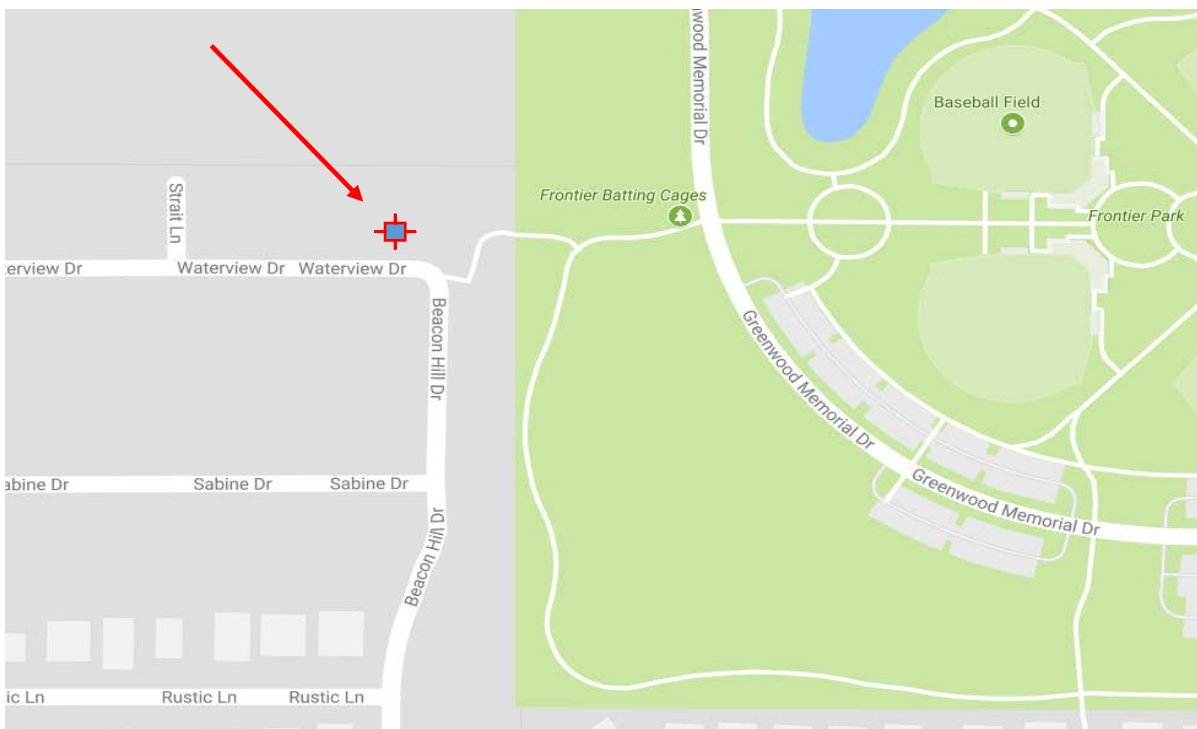 nwood Memorial Dr
Baseball Field
Strait Ln
Frontier Batting Cages
Frontier Park
terview Dr
Waterview Dr
Waterview Dr
Beacon Hill Dr
Greenwood Memorial Dr
abine Dr
Sabine Dr
Sabine Dr
Greenwood Memorial Dr
Beacon Hill Dr
ic Ln
Rustic Ln
Rustic Ln